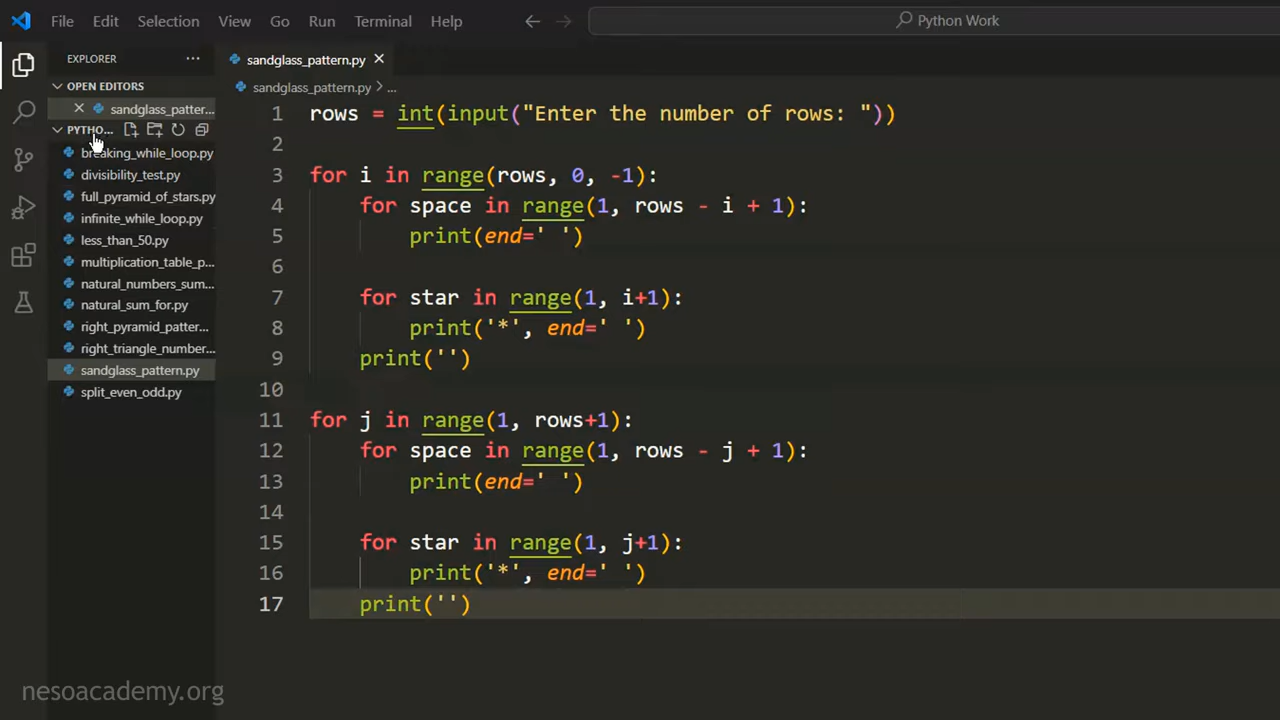 File Edit Selection View Go Run Terminal Help Python Work
EXPLORER
OPEN EDITORS
sandglass_patter...
PYTHO...
breaking_while_loop.py
divisibility_test.py
full_pyramid_of_stars.py
infinite_while_loop.py
less_than_50.py
multiplication_table_p...
natural_numbers_sum...
natural_sum_for.py
right_pyramid_patter...
right_triangle_number...
sandglass_pattern.py
split_even_odd.py
sandglass_pattern.py
sandglass_pattern.py > ...
1 rows = int(input("Enter the number of rows: "))
2
3 for i in range(rows, 0, -1):
4     for space in range(1, rows - i + 1):
5         print(end=' ')
6
7     for star in range(1, i+1):
8         print('*', end=' ')
9     print('')
10
11 for j in range(1, rows+1):
12     for space in range(1, rows - j + 1):
13         print(end=' ')
14
15     for star in range(1, j+1):
16         print('*', end=' ')
17     print('')
nesoacademy.org